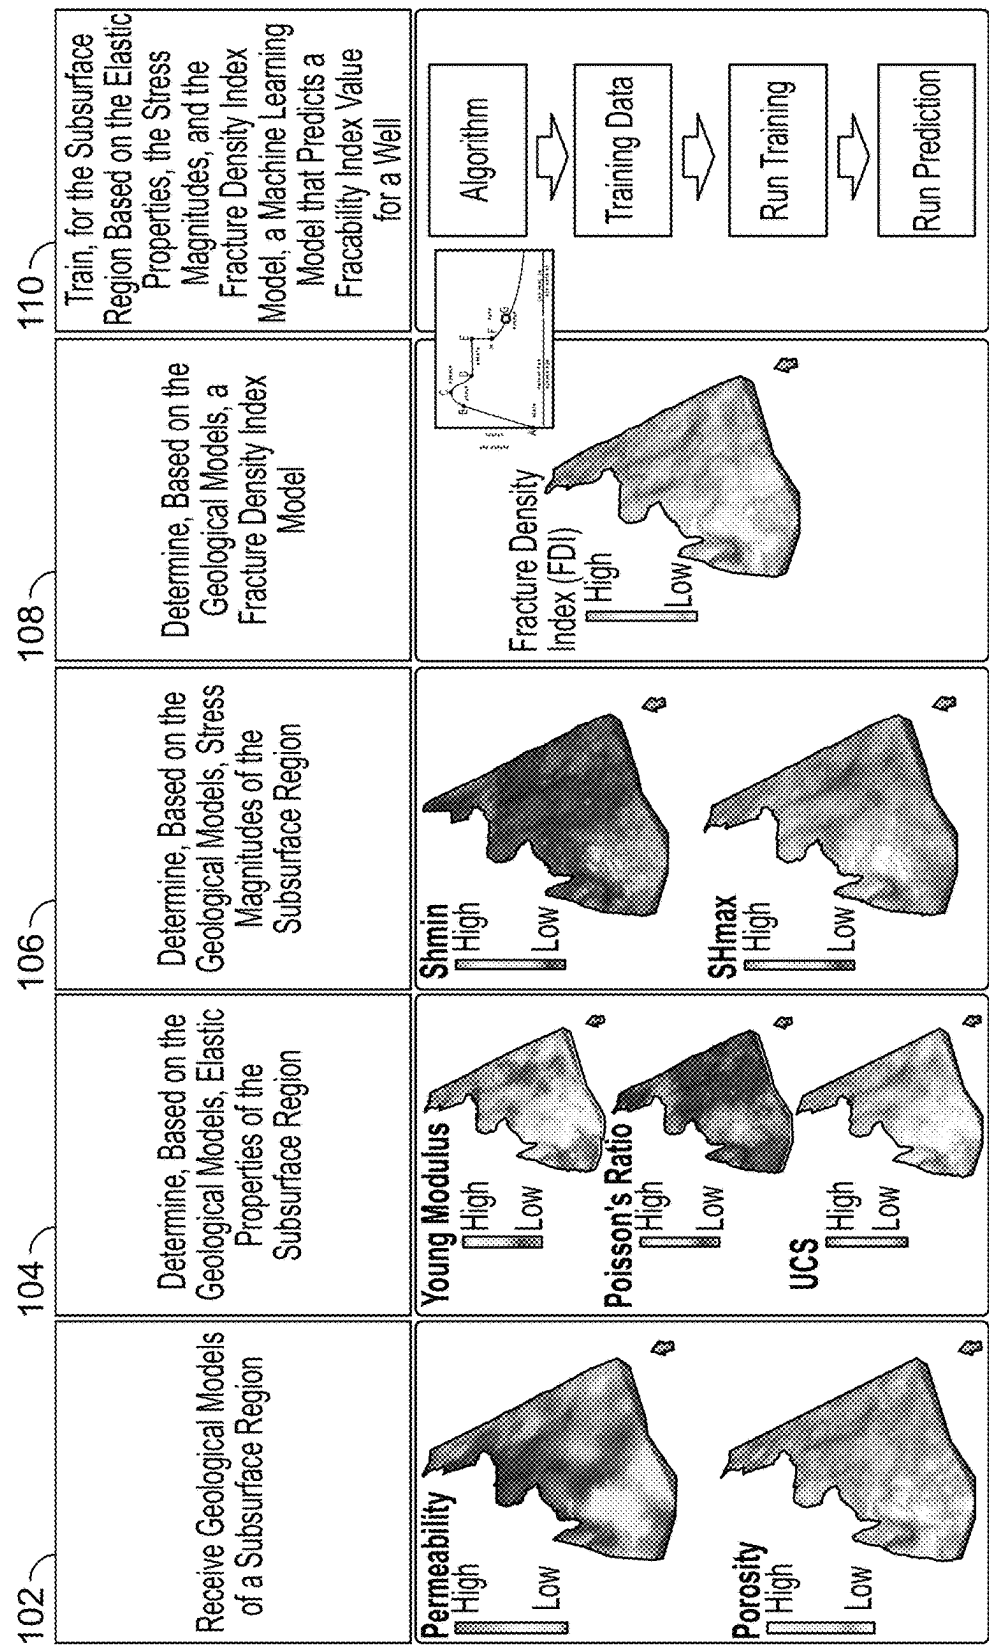 102
Receive Geological Models
of a Subsurface Region
Permeability
High
Low
Porosity
High
Low
104
Determine, Based on the
Geological Models, Elastic
Properties of the
Subsurface Region
Young Modulus
High
Low
Poisson's Ratio
High
Low
UCS
High
Low
106
Determine, Based on the
Geological Models, Stress
Magnitudes of the
Subsurface Region
Shmin
High
Low
SHmax
High
Low
108
Determine, Based on the
Geological Models, a
Fracture Density Index
Model
Fracture Density
Index (FDI)
High
Low
110
Train, for the Subsurface
Region Based on the Elastic
Properties, the Stress
Magnitudes, and the
Fracture Density Index
Model, a Machine Learning
Model that Predicts a
Fracability Index Value
for a Well
A
B
C
D
E
F
G
Algorithm
Training Data
Run Training
Run Prediction